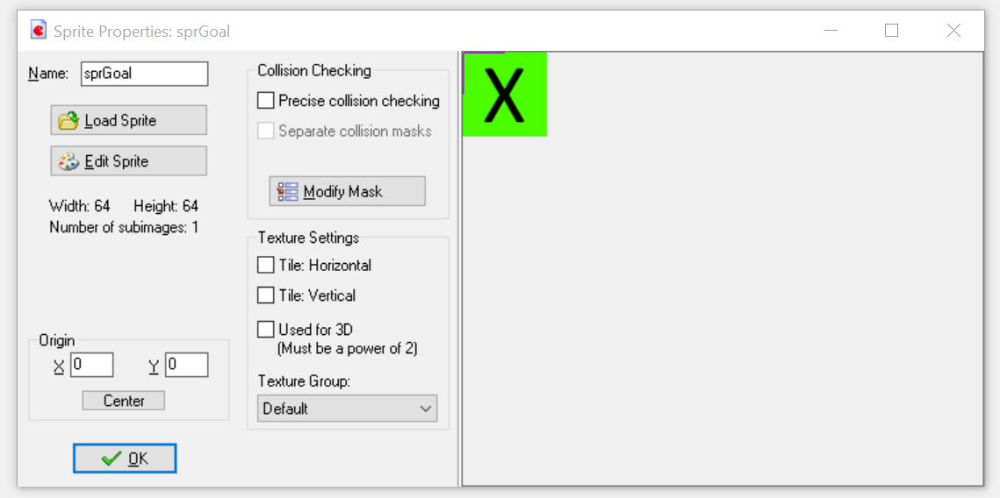 Sprite Properties: sprGoal
Name: sprGoal
Load Sprite
Edit Sprite
Width: 64 Height: 64
Number of subimages: 1
Origin
X 0 Y 0
Center
OK
Collision Checking
Precise collision checking
Separate collision masks
Modify Mask
Texture Settings
Tile: Horizontal
Tile: Vertical
Used for 3D
(Must be a power of 2)
Texture Group:
Default
X